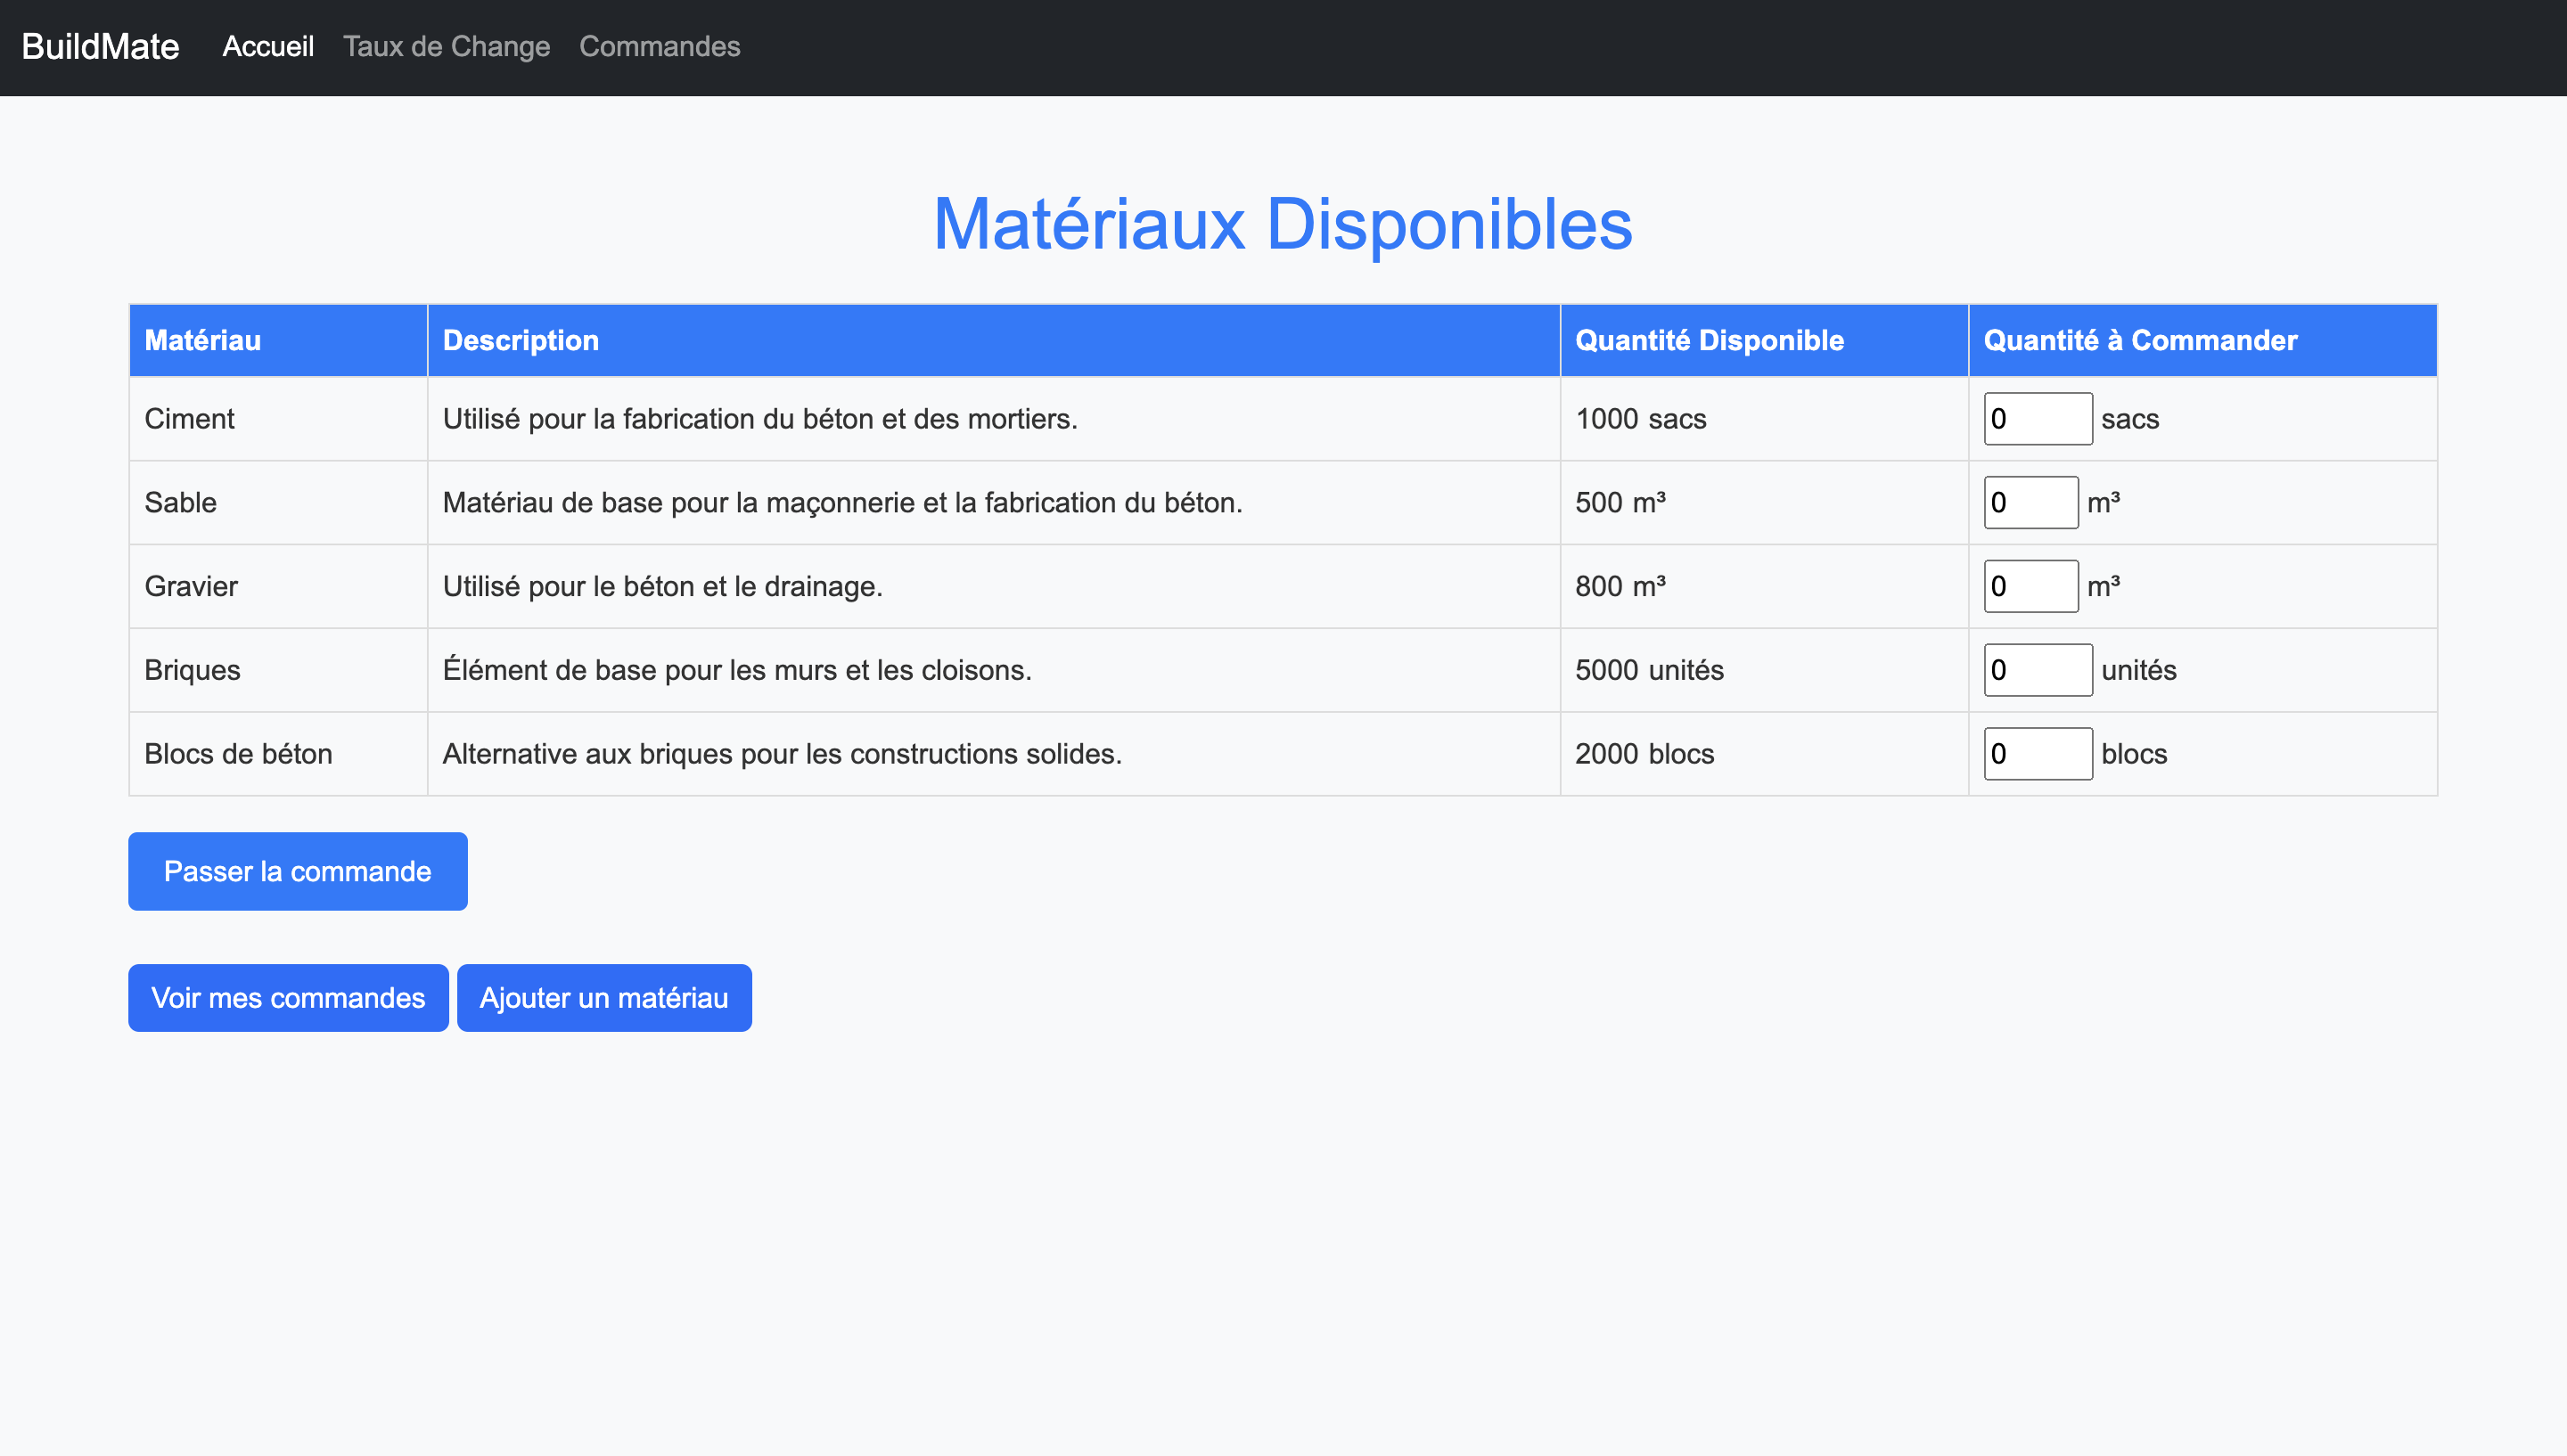 BuildMate Accueil Taux de Change Commandes
Matériaux Disponibles
Matériau Description Quantité Disponible Quantité à Commander
Ciment Utilisé pour la fabrication du béton et des mortiers. 1000 sacs 0 sacs
Sable Matériau de base pour la maçonnerie et la fabrication du béton. 500 m³ 0 m³
Gravier Utilisé pour le béton et le drainage. 800 m³ 0 m³
Briques Élément de base pour les murs et les cloisons. 5000 unités 0 unités
Blocs de béton Alternative aux briques pour les constructions solides. 2000 blocs 0 blocs
Passer la commande
Voir mes commandes Ajouter un matériau